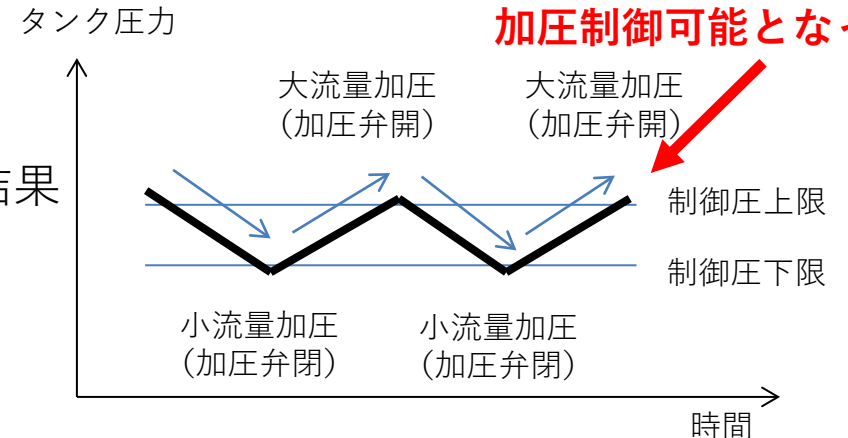 タンク圧力
加圧制御可能とな
大流量加圧
(加圧弁開)
大流量加圧
(加圧弁開)
結果
制御圧上限
制御圧下限
小流量加圧
(加圧弁閉)
小流量加圧
(加圧弁閉)
時間